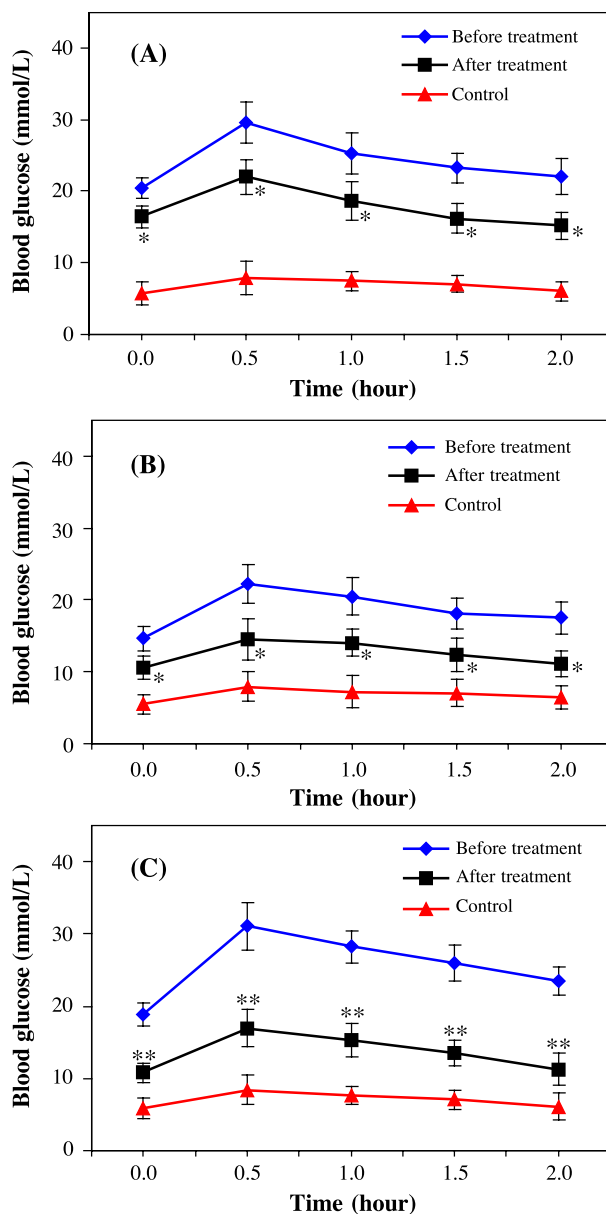 (A)
Before treatment
After treatment
Control
Blood glucose (mmol/L)
40
30
20
10
0
* * * * *
0.0 0.5 1.0 1.5 2.0
Time (hour)
(B)
Before treatment
After treatment
Control
Blood glucose (mmol/L)
40
30
20
10
0
* * * * *
0.0 0.5 1.0 1.5 2.0
Time (hour)
(C)
Before treatment
After treatment
Control
Blood glucose (mmol/L)
40
30
20
10
0
** ** ** ** **
0.0 0.5 1.0 1.5 2.0
Time (hour)